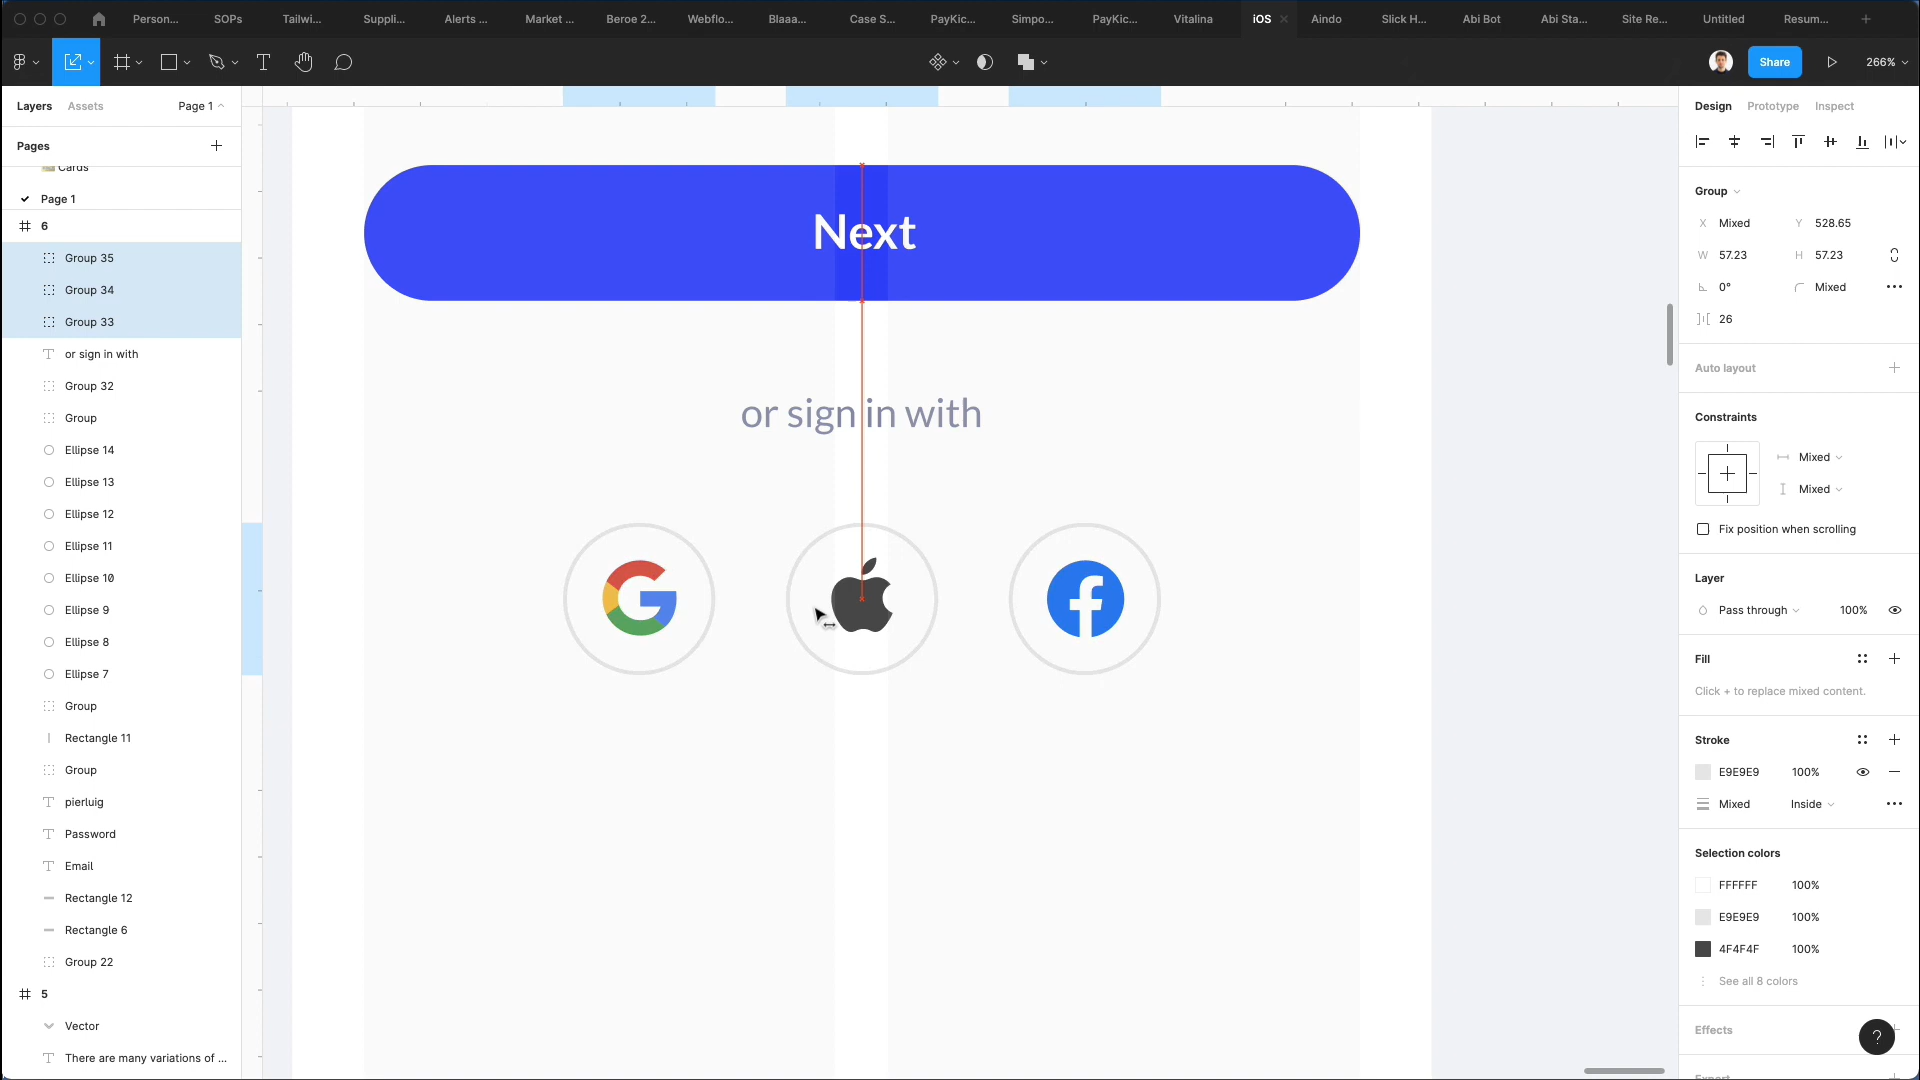 Person...
SOPs
Tailwi...
Suppli...
Alerts ...
Market ...
Beroe 2...
Webflo...
Blaaa...
Case S...
PayKic...
Simpo...
PayKic...
Vitalina
iOS
Aindo
Slick H...
Abi Bot
Abi Sta...
Site Re...
Untitled
Resum...
Share
266%
Layers
Assets
Page 1
Pages
Cards
Page 1
6
Group 35
Group 34
Group 33
or sign in with
Group 32
Group
Ellipse 14
Ellipse 13
Ellipse 12
Ellipse 11
Ellipse 10
Ellipse 9
Ellipse 8
Ellipse 7
Group
Rectangle 11
Group
pierluig
Password
Email
Rectangle 12
Rectangle 6
Group 22
5
Vector
There are many variations of ...
Next
or sign in with
Design
Prototype
Inspect
Group
X Mixed Y 528.65
W 57.23 H 57.23
0° Mixed
26
Auto layout
Constraints
Mixed
Mixed
Fix position when scrolling
Layer
Pass through 100%
Fill
Click + to replace mixed content.
Stroke
E9E9E9 100%
Mixed Inside
Selection colors
FFFFFF 100%
E9E9E9 100%
4F4F4F 100%
See all 8 colors
Effects
?
Export